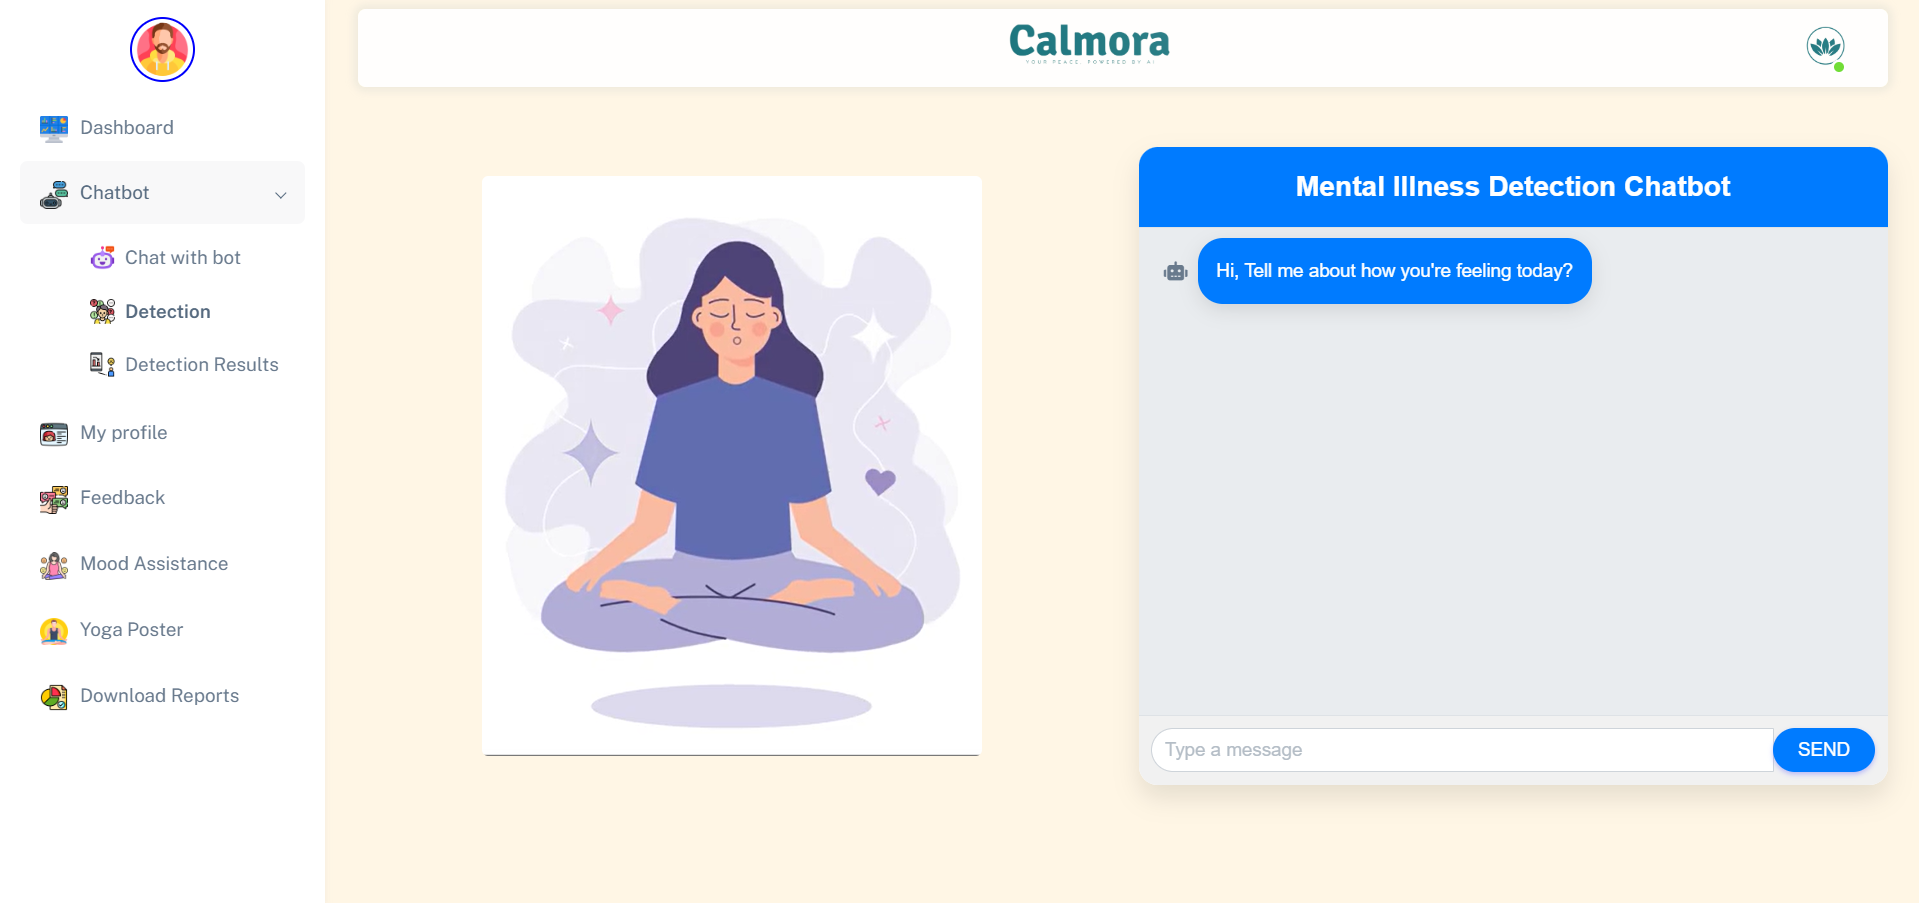 Dashboard
Chatbot
Chat with bot
Detection
Detection Results
My profile
Feedback
Mood Assistance
Yoga Poster
Download Reports
Calmora
YOUR PEACE, POWERED BY AI
Mental Illness Detection Chatbot
Hi, Tell me about how you're feeling today?
Type a message
SEND